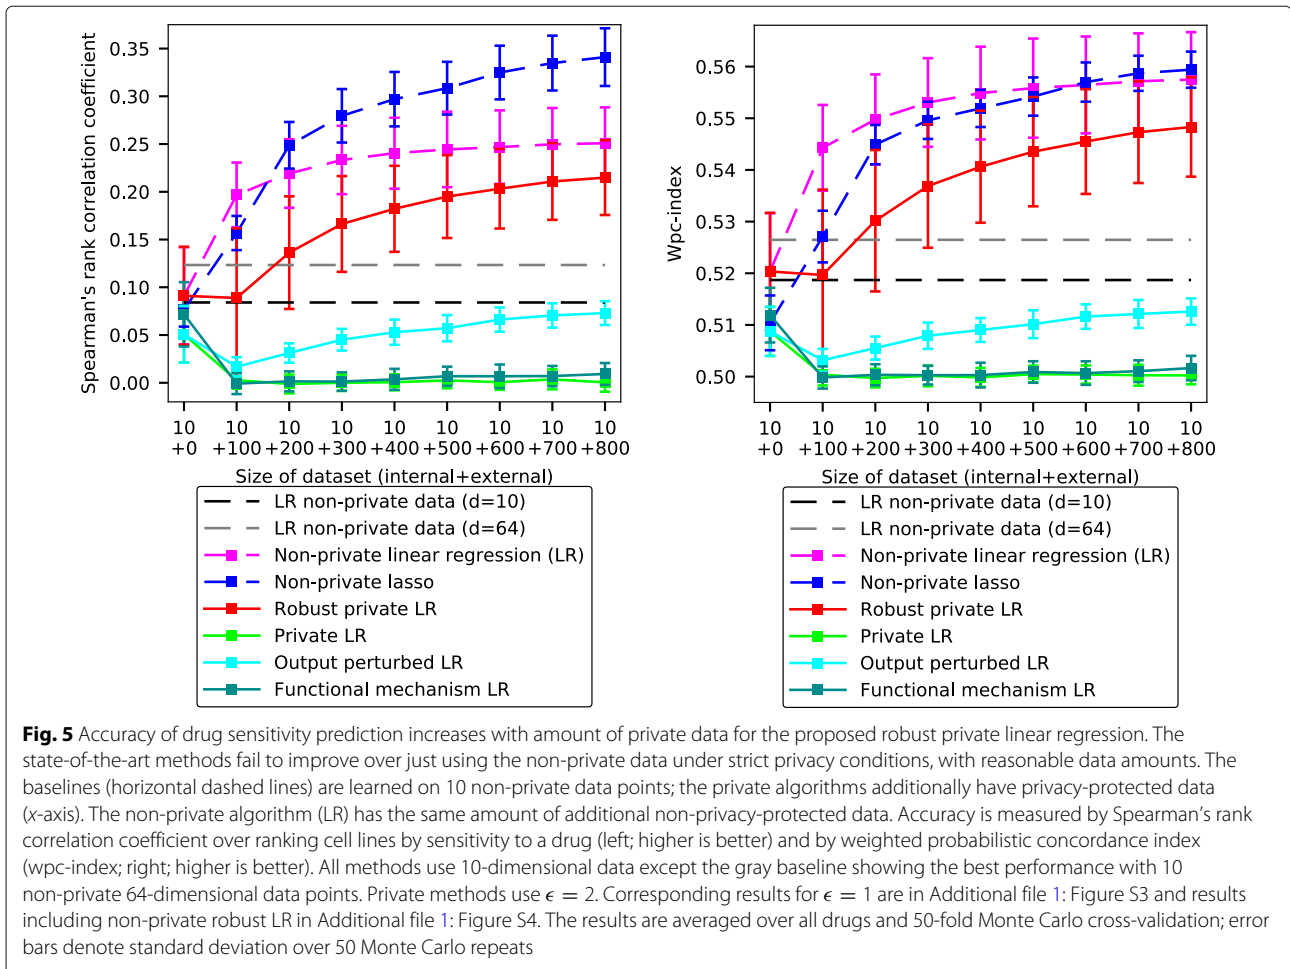 Spearman's rank correlation coefficient
0.35
0.30
0.25
0.20
0.15
0.10
0.05
0.00
10 10 10 10 10 10 10 10 10
+0 +100 +200 +300 +400 +500 +600 +700 +800
Size of dataset (internal+external)
LR non-private data (d=10)
LR non-private data (d=64)
Non-private linear regression (LR)
Non-private lasso
Robust private LR
Private LR
Output perturbed LR
Functional mechanism LR
Wpc-index
0.56
0.55
0.54
0.53
0.52
0.51
0.50
10 10 10 10 10 10 10 10 10
+0 +100 +200 +300 +400 +500 +600 +700 +800
Size of dataset (internal+external)
LR non-private data (d=10)
LR non-private data (d=64)
Non-private linear regression (LR)
Non-private lasso
Robust private LR
Private LR
Output perturbed LR
Functional mechanism LR
Fig. 5 Accuracy of drug sensitivity prediction increases with amount of private data for the proposed robust private linear regression. The
state-of-the-art methods fail to improve over just using the non-private data under strict privacy conditions, with reasonable data amounts. The
baselines (horizontal dashed lines) are learned on 10 non-private data points; the private algorithms additionally have privacy-protected data
(x-axis). The non-private algorithm (LR) has the same amount of additional non-privacy-protected data. Accuracy is measured by Spearman's rank
correlation coefficient over ranking cell lines by sensitivity to a drug (left; higher is better) and by weighted probabilistic concordance index
(wpc-index; right; higher is better). All methods use 10-dimensional data except the gray baseline showing the best performance with 10
non-private 64-dimensional data points. Private methods use ϵ = 2. Corresponding results for ϵ = 1 are in Additional file 1: Figure S3 and results
including non-private robust LR in Additional file 1: Figure S4. The results are averaged over all drugs and 50-fold Monte Carlo cross-validation; error
bars denote standard deviation over 50 Monte Carlo repeats